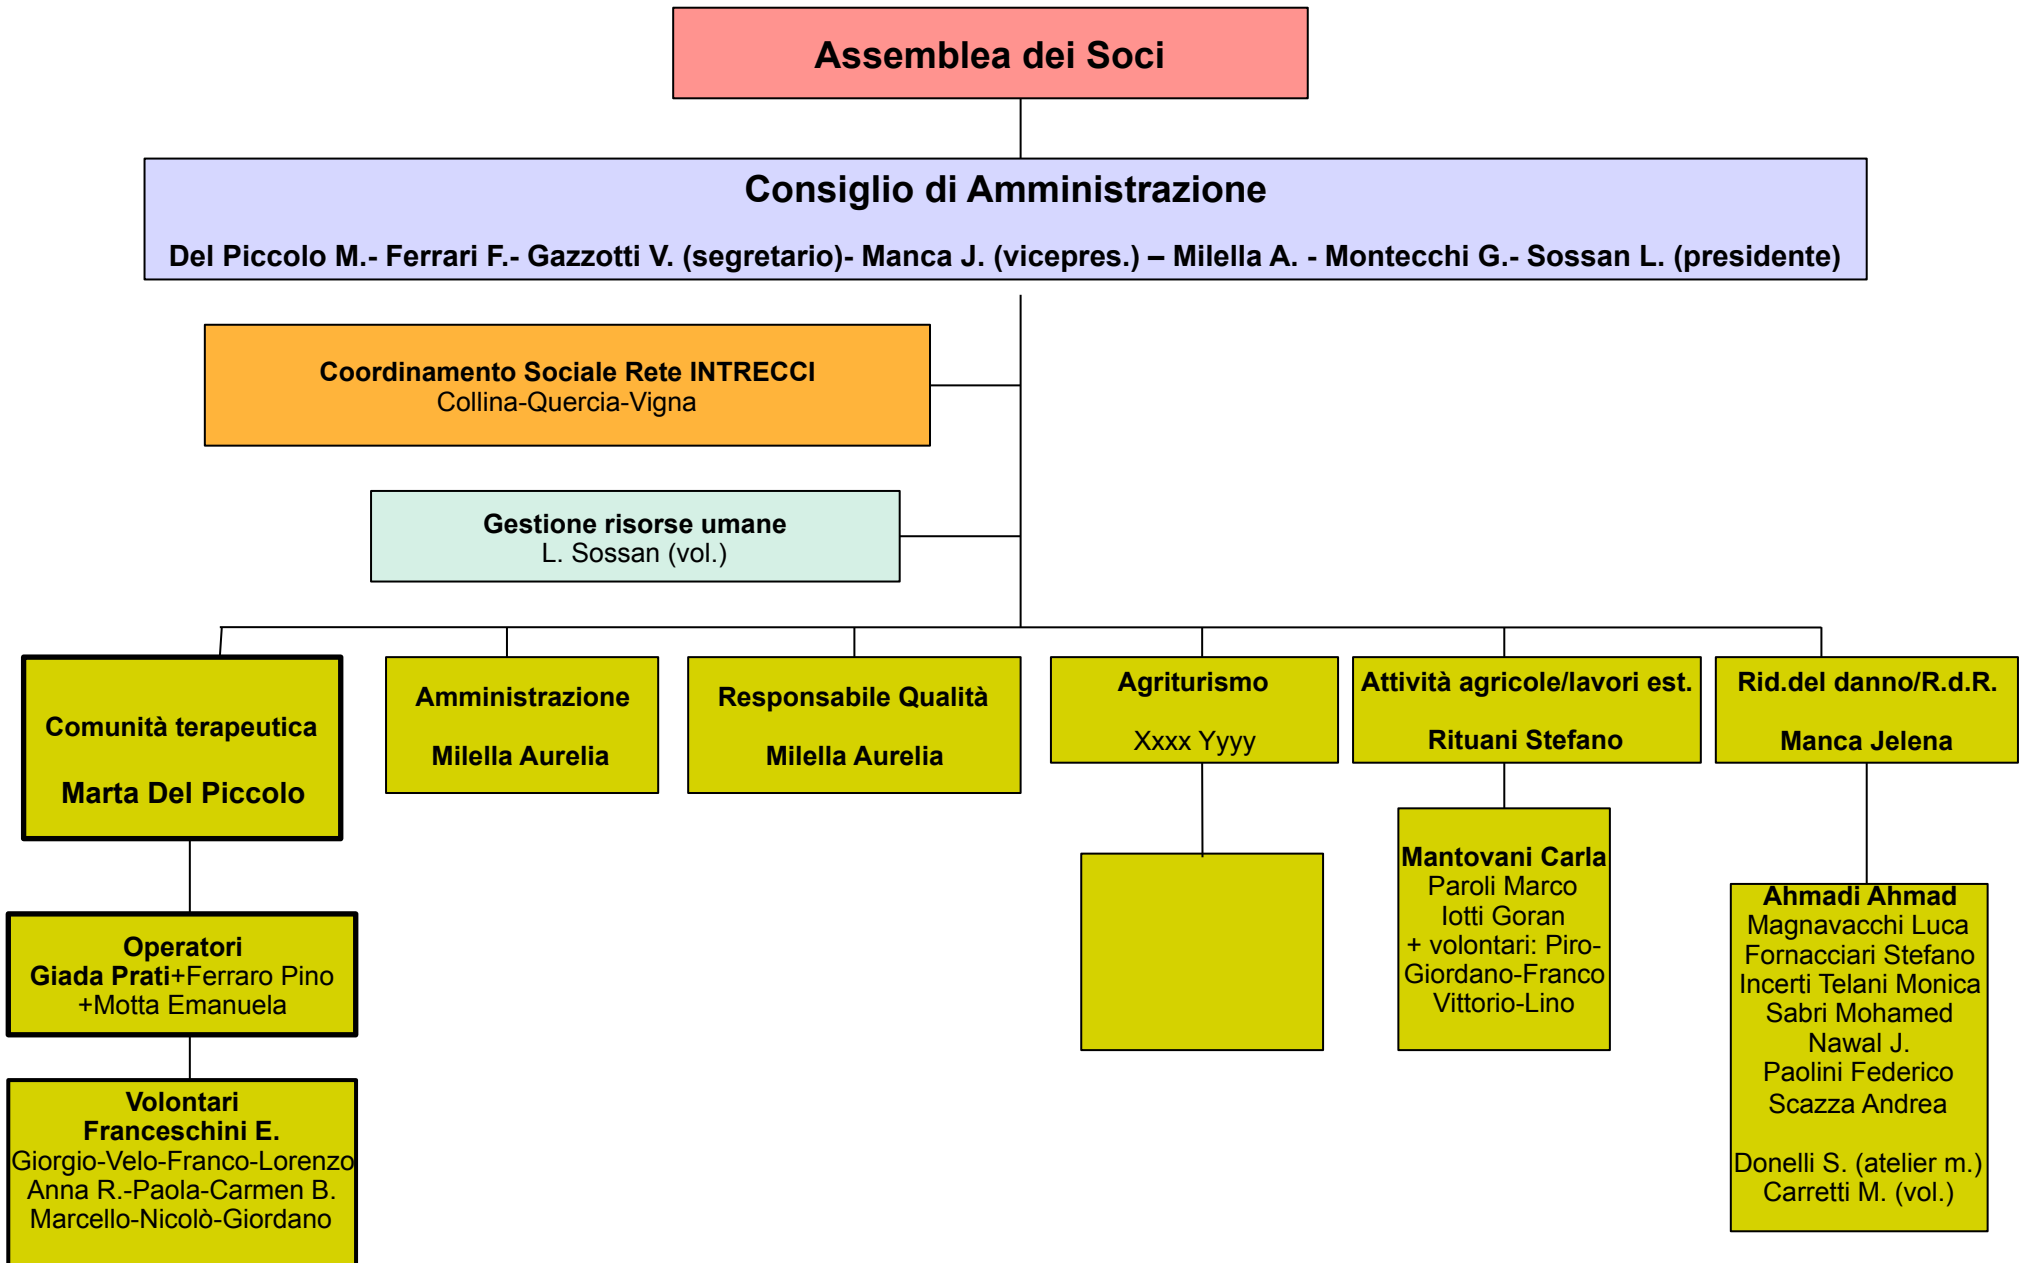 Assemblea dei Soci
Consiglio di Amministrazione
Del Piccolo M.- Ferrari F.- Gazzotti V. (segretario)- Manca J. (vicepres.) – Milella A. - Montecchi G.- Sossan L. (presidente)
Coordinamento Sociale Rete INTRECCI
Collina-Quercia-Vigna
Gestione risorse umane
L. Sossan (vol.)
Comunità terapeutica
Marta Del Piccolo
Amministrazione
Milella Aurelia
Responsabile Qualità
Milella Aurelia
Agriturismo
Xxxx Yyyy
Attività agricole/lavori est.
Rituani Stefano
Rid.del danno/R.d.R.
Manca Jelena
Operatori
Giada Prati+Ferraro Pino
+Motta Emanuela
Volontari
Franceschini E.
Giorgio-Velo-Franco-Lorenzo
Anna R.-Paola-Carmen B.
Marcello-Nicolò-Giordano
Mantovani Carla
Paroli Marco
Iotti Goran
+ volontari: Piro-
Giordano-Franco
Vittorio-Lino
Ahmadi Ahmad
Magnavacchi Luca
Fornacciari Stefano
Incerti Telani Monica
Sabri Mohamed
Nawal J.
Paolini Federico
Scazza Andrea
Donelli S. (atelier m.)
Carretti M. (vol.)